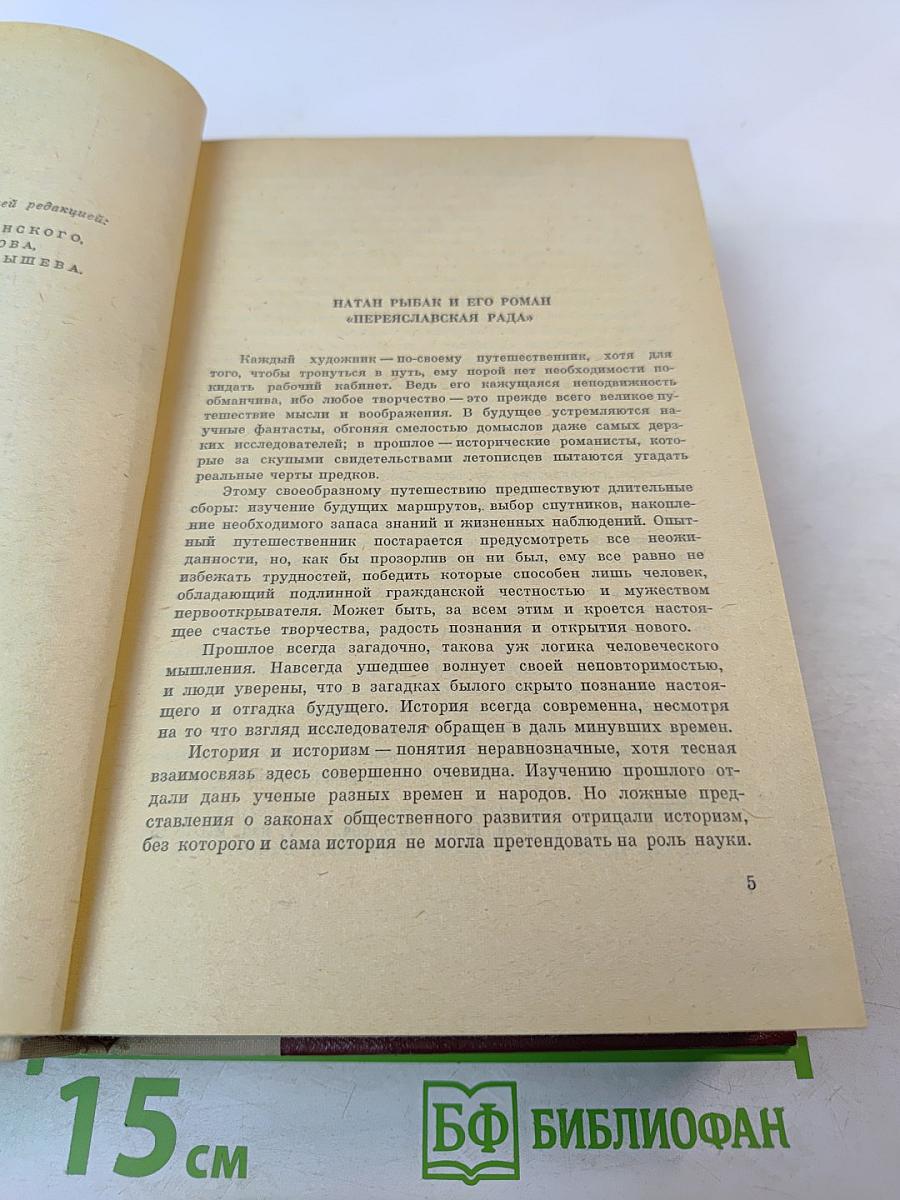 ей редакцией:
НСКОГО,
ОВА,
ЫШЕВА.
НАТАН РЫБАК И ЕГО РОМАН
«ПЕРЕЯСЛАВСКАЯ РАДА»
Каждый художник — по-своему путешественник, хотя для
того, чтобы тронуться в путь, ему порой нет необходимости по-
кидать рабочий кабинет. Ведь его кажущаяся неподвижность
обманчива, ибо любое творчество — это прежде всего великое пу-
тешествие мысли и воображения. В будущее устремляются на-
учные фантасты, обгоняя смелостью домыслов даже самых дерз-
ких исследователей; в прошлое — исторические романисты, кото-
рые за скупыми свидетельствами летописцев пытаются угадать
реальные черты предков.
Этому своеобразному путешествию предшествуют длительные
сборы: изучение будущих маршрутов, выбор спутников, накопле-
ние необходимого запаса знаний и жизненных наблюдений. Опыт-
ный путешественник постарается предусмотреть все неожи-
данности, но, как бы прозорлив он ни был, ему все равно не
избежать трудностей, победить которые способен лишь человек,
обладающий подлинной гражданской честностью и мужеством
первооткрывателя. Может быть, за всем этим и кроется настоя-
щее счастье творчества, радость познания и открытия нового.
Прошлое всегда загадочно, такова уж логика человеческого
мышления. Навсегда ушедшее волнует своей неповторимостью,
и люди уверены, что в загадках былого скрыто познание настоя-
щего и отгадка будущего. История всегда современна, несмотря
на то что взгляд исследователя обращен в даль минувших времен.
История и историзм — понятия неравнозначные, хотя тесная
взаимосвязь здесь совершенно очевидна. Изучению прошлого от-
дали дань ученые разных времен и народов. Но ложные пред-
ставления о законах общественного развития отрицали историзм,
без которого и сама история не могла претендовать на роль науки.
5
15 см
БФ БИБЛИОФАН